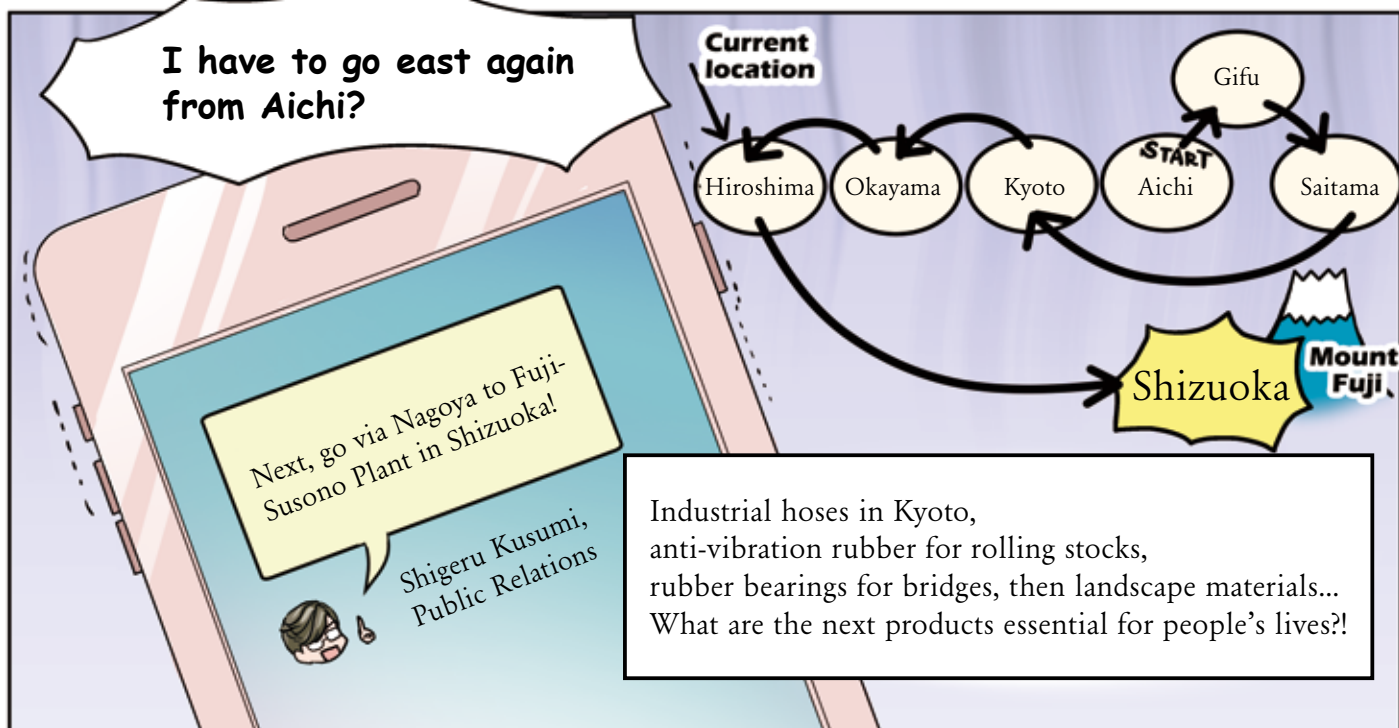 I have to go east again
from Aichi?
Current
location
Gifu
START
Hiroshima
Okayama
Kyoto
Aichi
Saitama
Shizuoka
Mount
Fuji
Next, go via Nagoya to Fuji-
Susono Plant in Shizuoka!
Shigeru Kusumi,
Public Relations
Industrial hoses in Kyoto,
anti-vibration rubber for rolling stocks,
rubber bearings for bridges, then landscape materials...
What are the next products essential for people's lives?!